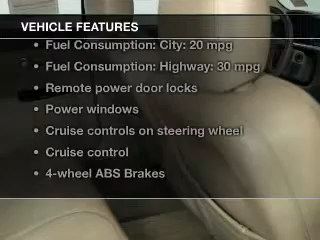 VEHICLE FEATURES
• Fuel Consumption: City: 20 mpg
• Fuel Consumption: Highway: 30 mpg
• Remote power door locks
• Power windows
• Cruise controls on steering wheel
• Cruise control
• 4-wheel ABS Brakes